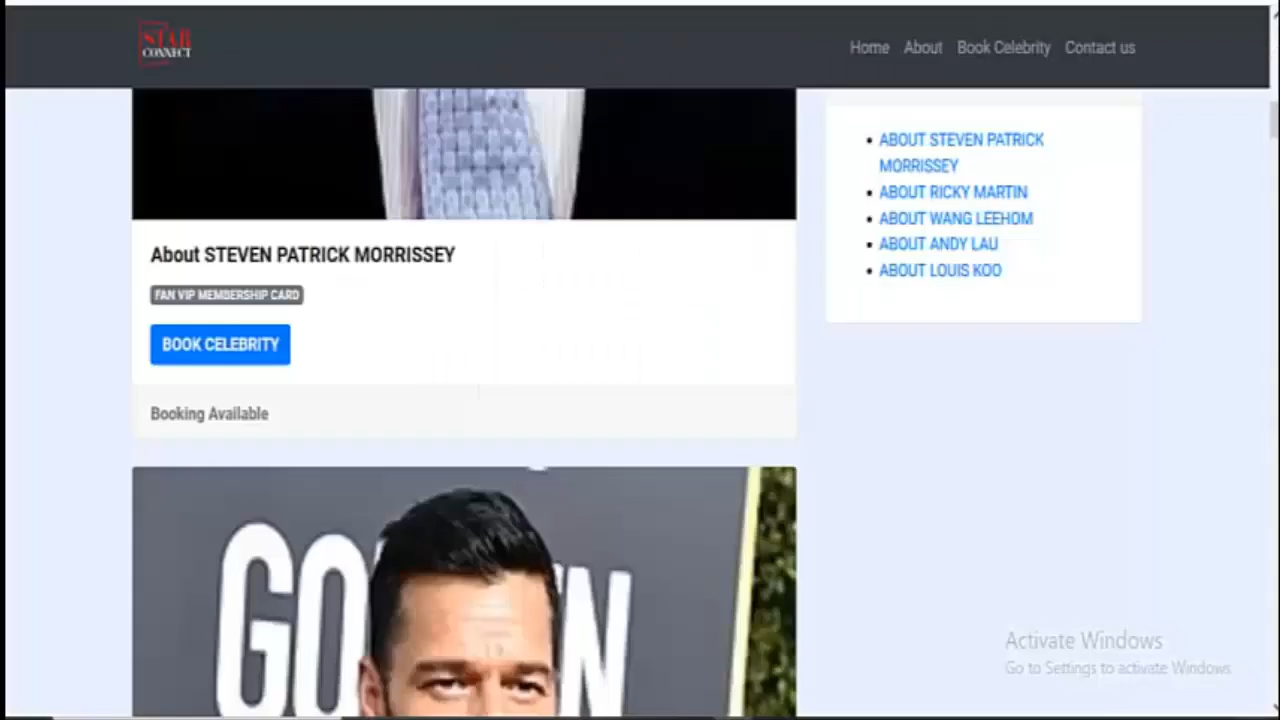 STAR
CONNECT
Home About Book Celebrity Contact us
About STEVEN PATRICK MORRISSEY
FAN VIP MEMBERSHIP CARD
BOOK CELEBRITY
Booking Available
ABOUT STEVEN PATRICK
MORRISSEY
ABOUT RICKY MARTIN
ABOUT WANG LEEHOM
ABOUT ANDY LAU
ABOUT LOUIS KOO
Activate Windows
Go to Settings to activate Windows.